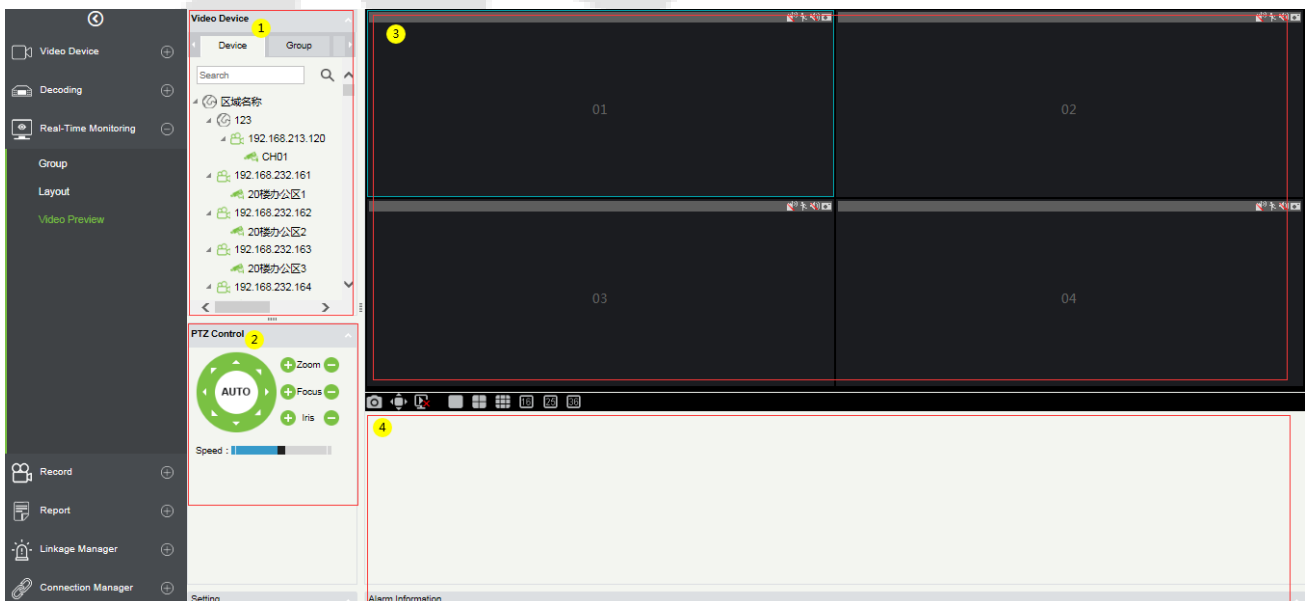 Video Device
Decoding
Real-Time Monitoring
Group
Layout
Video Preview
Record
Report
Linkage Manager
Connection Manager
Video Device
1
Device
Group
Search
区域名称
123
192.168.213.120
CH01
192.168.232.161
20楼办公区1
192.168.232.162
20楼办公区2
192.168.232.163
20楼办公区3
192.168.232.164
PTZ Control
2
AUTO
Zoom
Focus
Iris
Speed :
Setting
3
01
02
03
04
16
25
36
4
Alarm Information